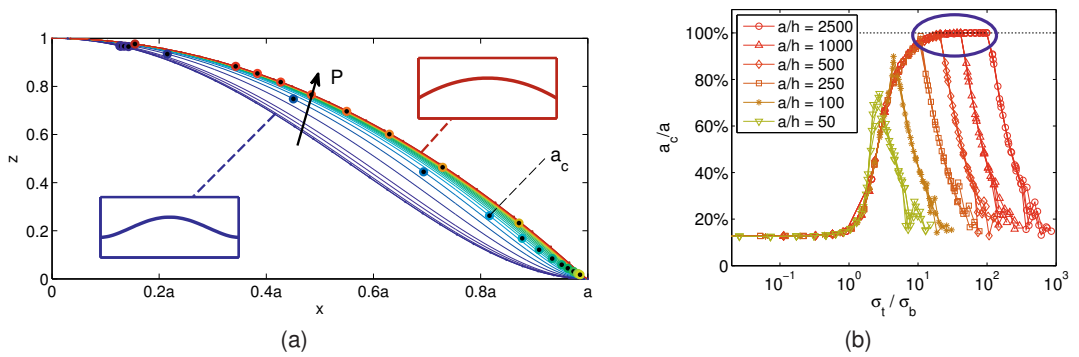 1
0.8
0.6
0.4
0.2
0
z
0
0.2a
0.4a
0.6a
0.8a
a
x
P
a_c
(a)
100%
80%
60%
40%
20%
0
a_c/a
10^-1
10^0
10^1
10^2
10^3
σ_t / σ_b
a/h = 2500
a/h = 1000
a/h = 500
a/h = 250
a/h = 100
a/h = 50
(b)